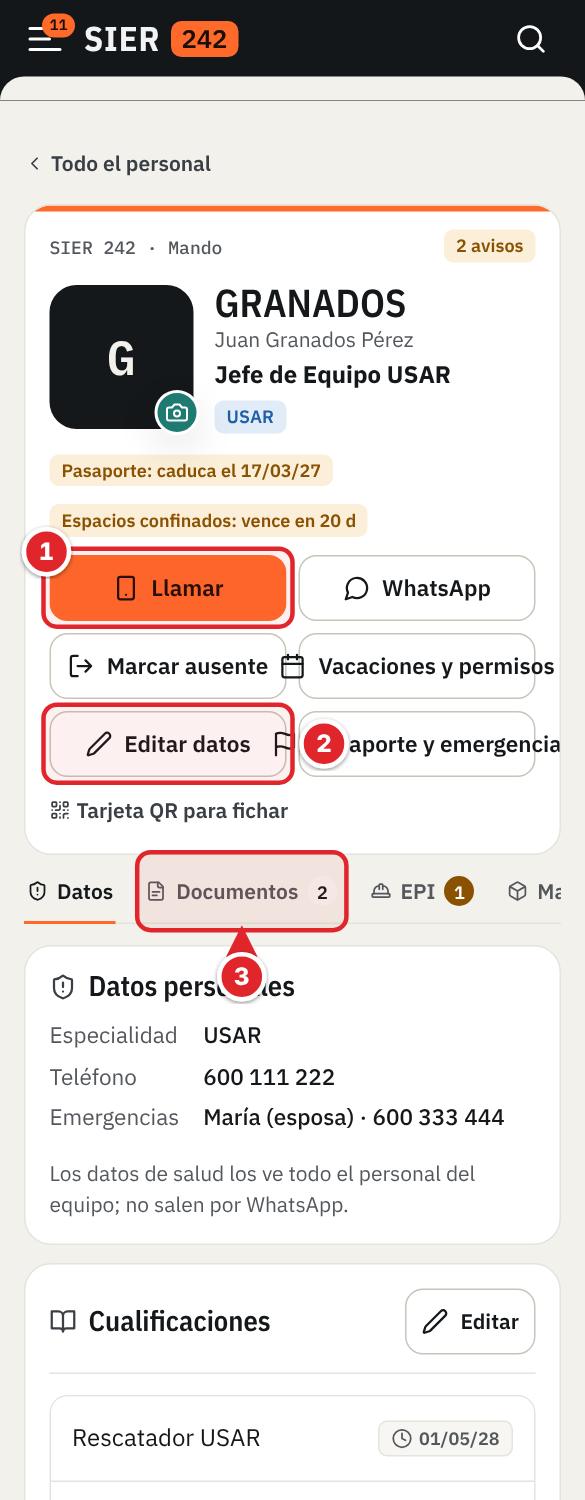 11
SIER 242
Todo el personal
SIER 242 · Mando
2 avisos
G
GRANADOS
Juan Granados Pérez
Jefe de Equipo USAR
USAR
Pasaporte: caduca el 17/03/27
Espacios confinados: vence en 20 d
1
Llamar
WhatsApp
Marcar ausente
Vacaciones y permisos
Editar datos
2
aporte y emergencia
Tarjeta QR para fichar
Datos
Documentos 2
EPI 1
Ma
3
Datos pers les
Especialidad USAR
Teléfono 600 111 222
Emergencias María (esposa) · 600 333 444
Los datos de salud los ve todo el personal del
equipo; no salen por WhatsApp.
Cualificaciones
Editar
Rescatador USAR
01/05/28